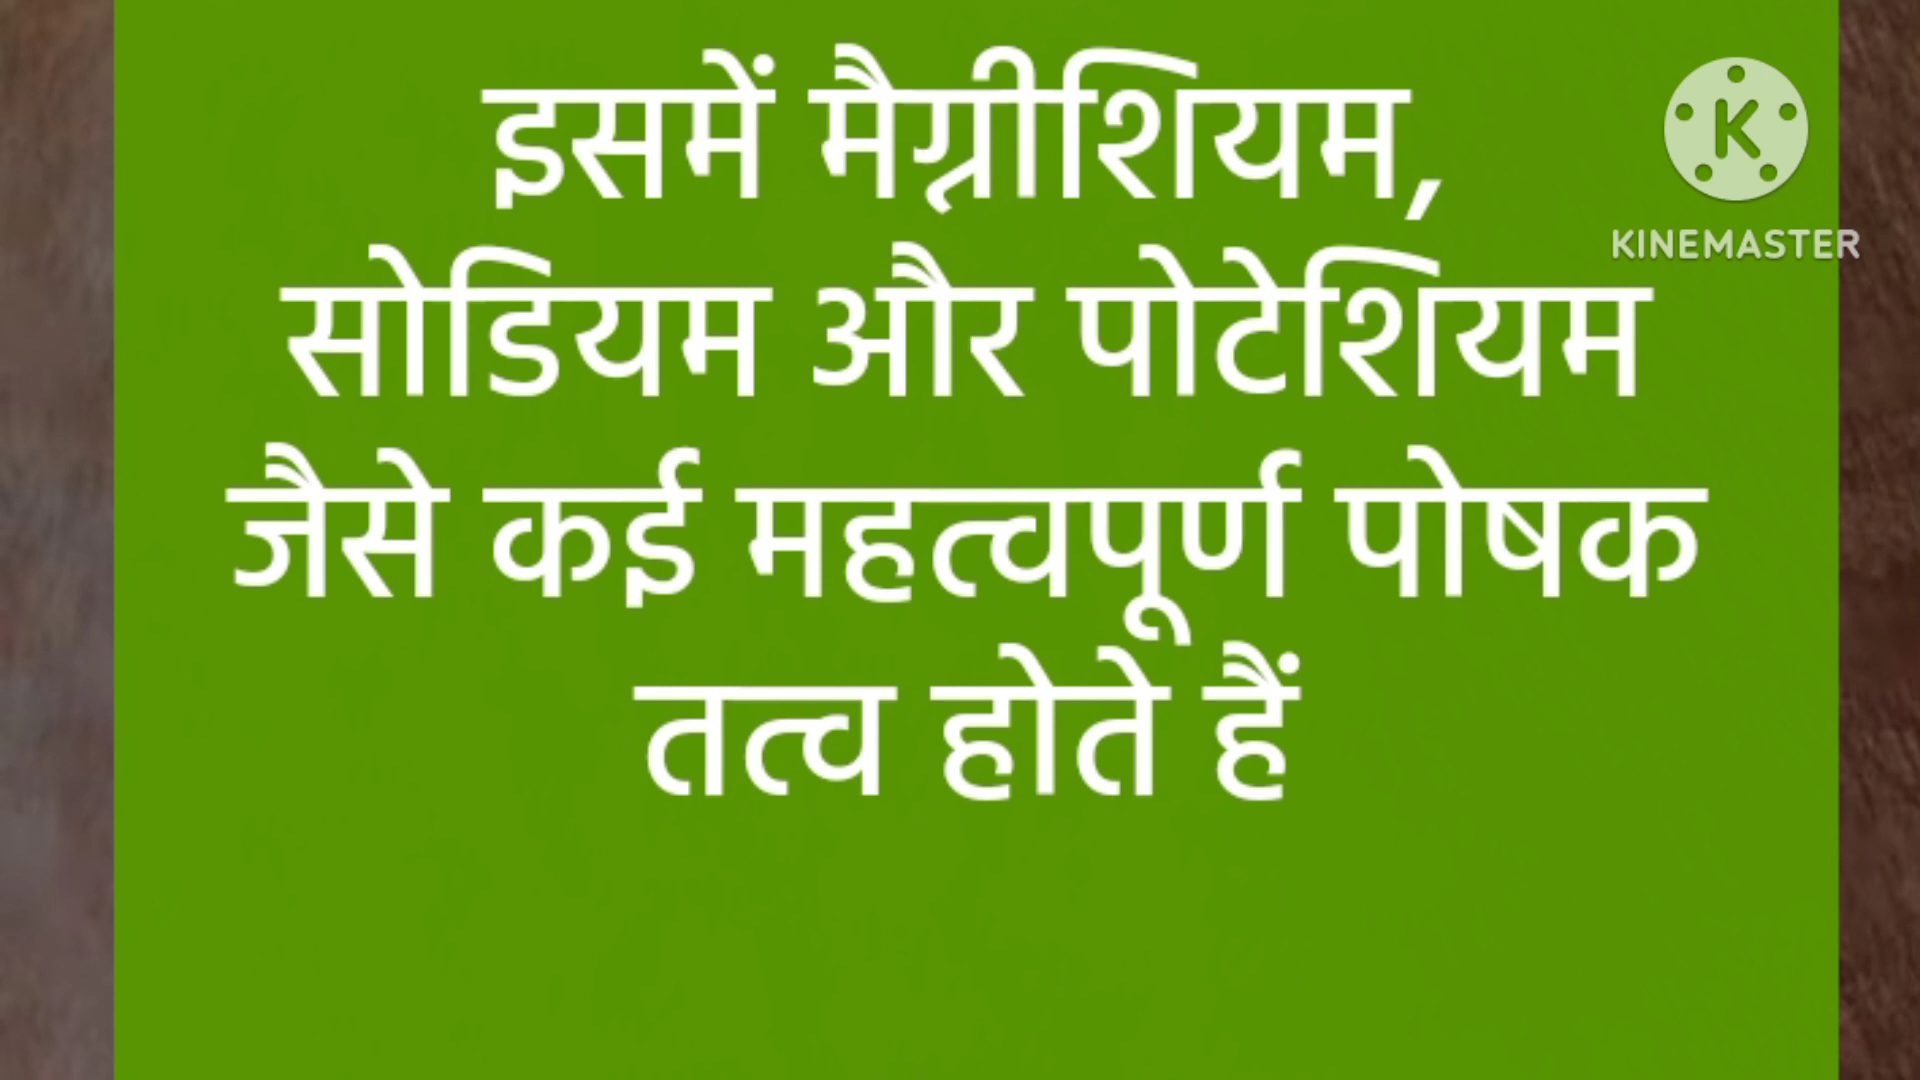 इसमें मैग्नीशियम,
सोडियम और पोटेशियम
जैसे कई महत्वपूर्ण पोषक
तत्व होते हैं
K
KINEMASTER